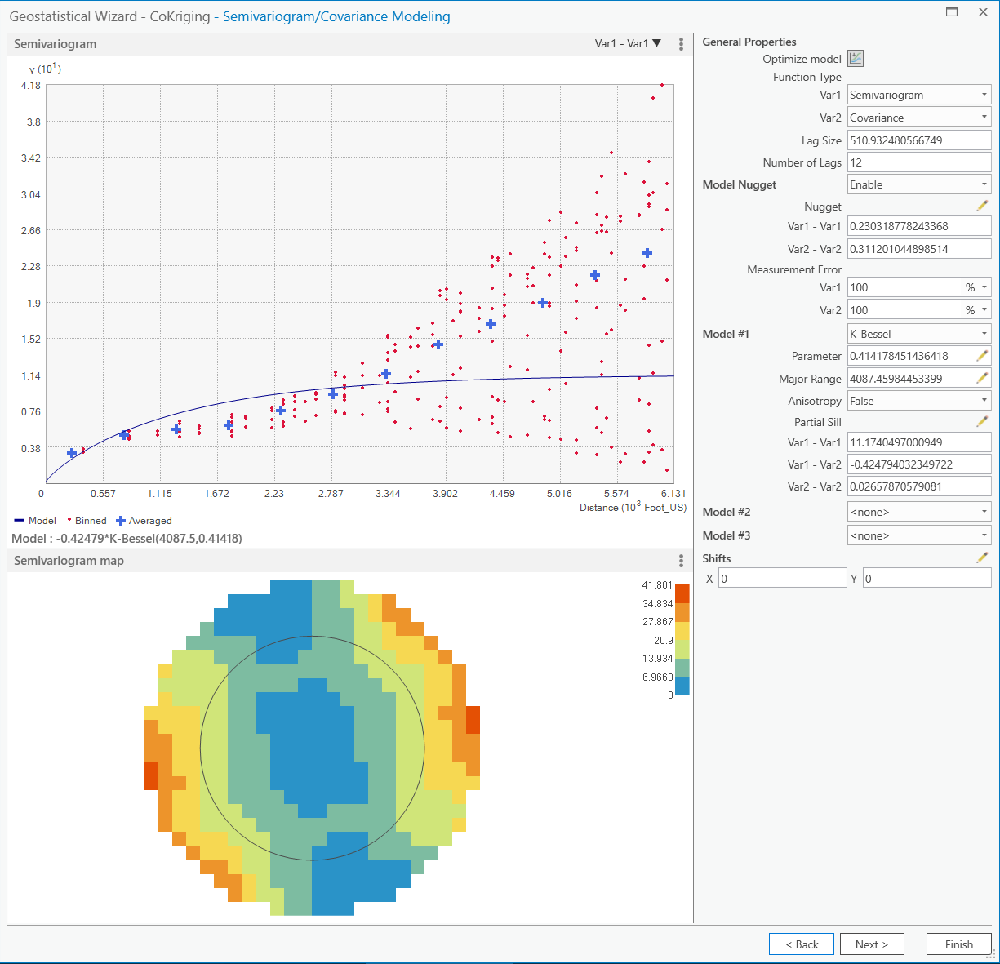 Geostatistical Wizard - CoKriging - Semivariogram/Covariance Modeling
Semivariogram
Var1 - Var1 ▼
γ (10¹)
4.18
3.8
3.42
3.04
2.66
2.28
1.9
1.52
1.14
0.76
0.38
0 0.557 1.115 1.672 2.23 2.787 3.344 3.902 4.459 5.016 5.574 6.131
Distance (10³ Foot_US)
Model Binned Averaged
Model : -0.42479*K-Bessel(4087.5,0.41418)
Semivariogram map
41.801
34.834
27.867
20.9
13.934
6.9668
0
General Properties
Optimize model
Function Type
Var1 Semivariogram
Var2 Covariance
Lag Size 510.932480566749
Number of Lags 12
Model Nugget Enable
Nugget
Var1 - Var1 0.230318778243368
Var2 - Var2 0.311201044898514
Measurement Error
Var1 100 %
Var2 100 %
Model #1 K-Bessel
Parameter 0.414178451436418
Major Range 4087.45984453399
Anisotropy False
Partial Sill
Var1 - Var1 11.1740497000949
Var1 - Var2 -0.424794032349722
Var2 - Var2 0.02657870579081
Model #2 <none>
Model #3 <none>
Shifts
X 0 Y 0
< Back Next > Finish